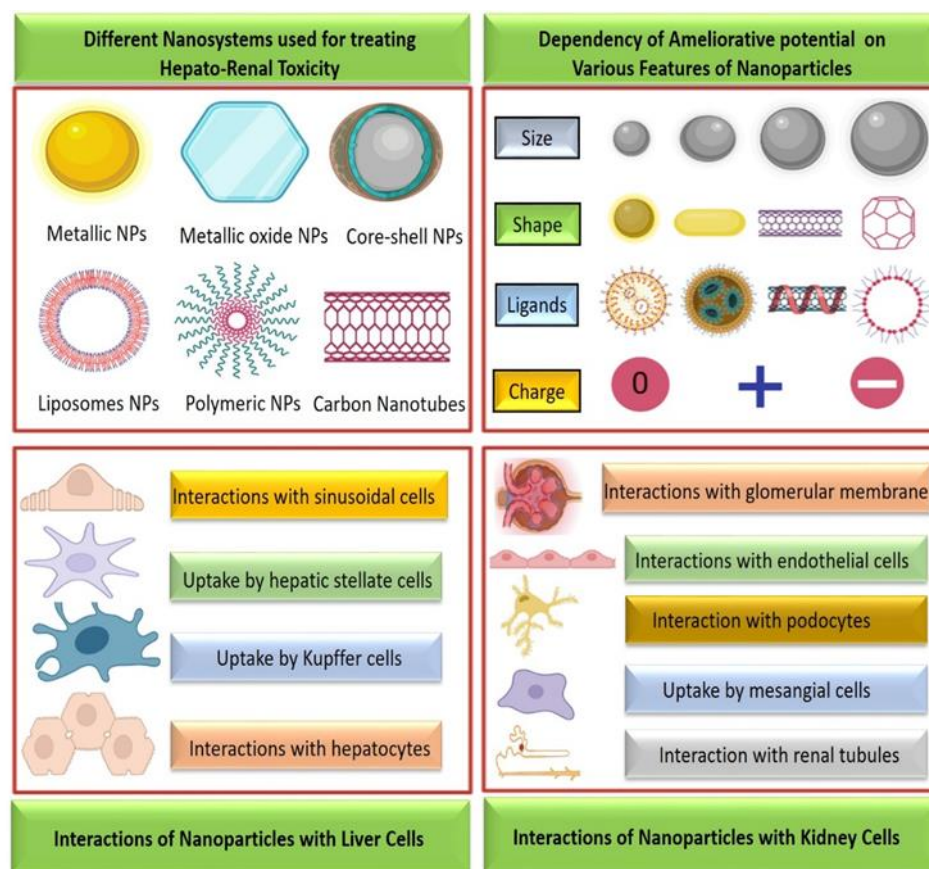 Different Nanosystems used for treating
Hepato-Renal Toxicity
Metallic NPs
Metallic oxide NPs
Core-shell NPs
Liposomes NPs
Polymeric NPs
Carbon Nanotubes
Dependency of Ameliorative potential on
Various Features of Nanoparticles
Size
Shape
Ligands
Charge
0
+
−
Interactions with sinusoidal cells
Uptake by hepatic stellate cells
Uptake by Kupffer cells
Interactions with hepatocytes
Interactions of Nanoparticles with Liver Cells
Interactions with glomerular membrane
Interactions with endothelial cells
Interaction with podocytes
Uptake by mesangial cells
Interaction with renal tubules
Interactions of Nanoparticles with Kidney Cells